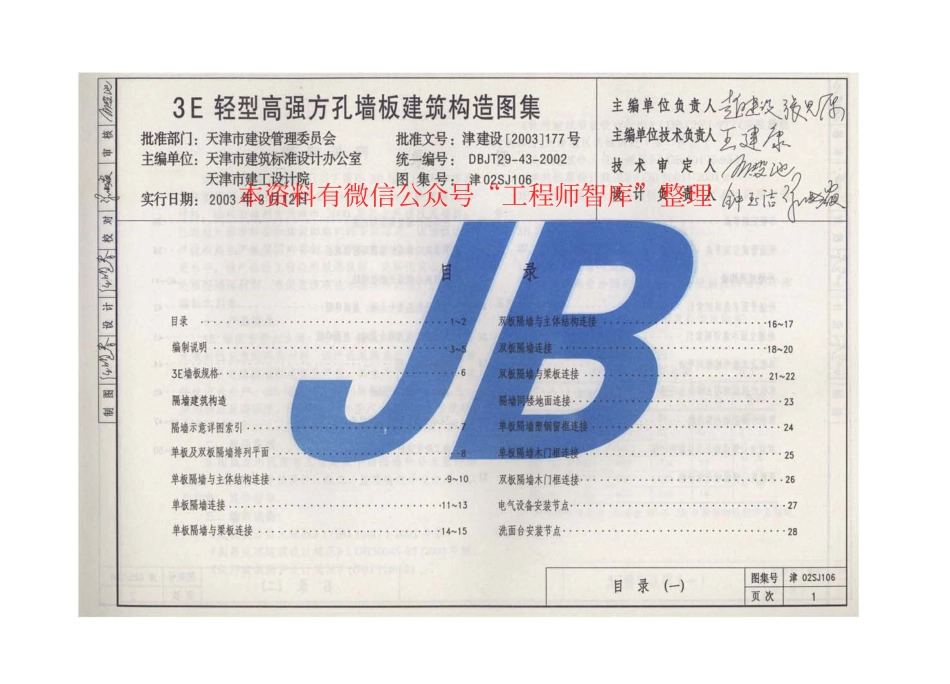 3E 轻型高强方孔墙板建筑构造图集
批准部门：天津市建设管理委员会 批准文号：津建设[2003]177号
主编单位：天津市建筑标准设计办公室 统一编号：DBJT29-43-2002
天津市建工设计院 图集号：津02SJ106
实行日期：2003年3月12日
本资料有微信公众号“工程师智库”整理
主编单位负责人
主编单位技术负责人 王建康
技术审定人
设计负责人
审核
校对
设计
制图
JB
目录
目录 1~2
编制说明 3~5
3E墙板规格 6
隔墙建筑构造
隔墙示意详图索引 7
单板及双板隔墙排列平面 8
单板隔墙与主体结构连接 9~10
单板隔墙连接 11~13
单板隔墙与梁板连接 14~15
双板隔墙与主体结构连接 16~17
双板隔墙连接 18~20
双板隔墙与梁板连接 21~22
隔墙同楼地面连接 23
单板隔墙塑钢窗框连接 24
单板隔墙木门框连接 25
双板隔墙木门框连接 26
电气设备安装节点 27
洗面台安装节点 28
目录（一） 图集号 津02SJ106
页次 1